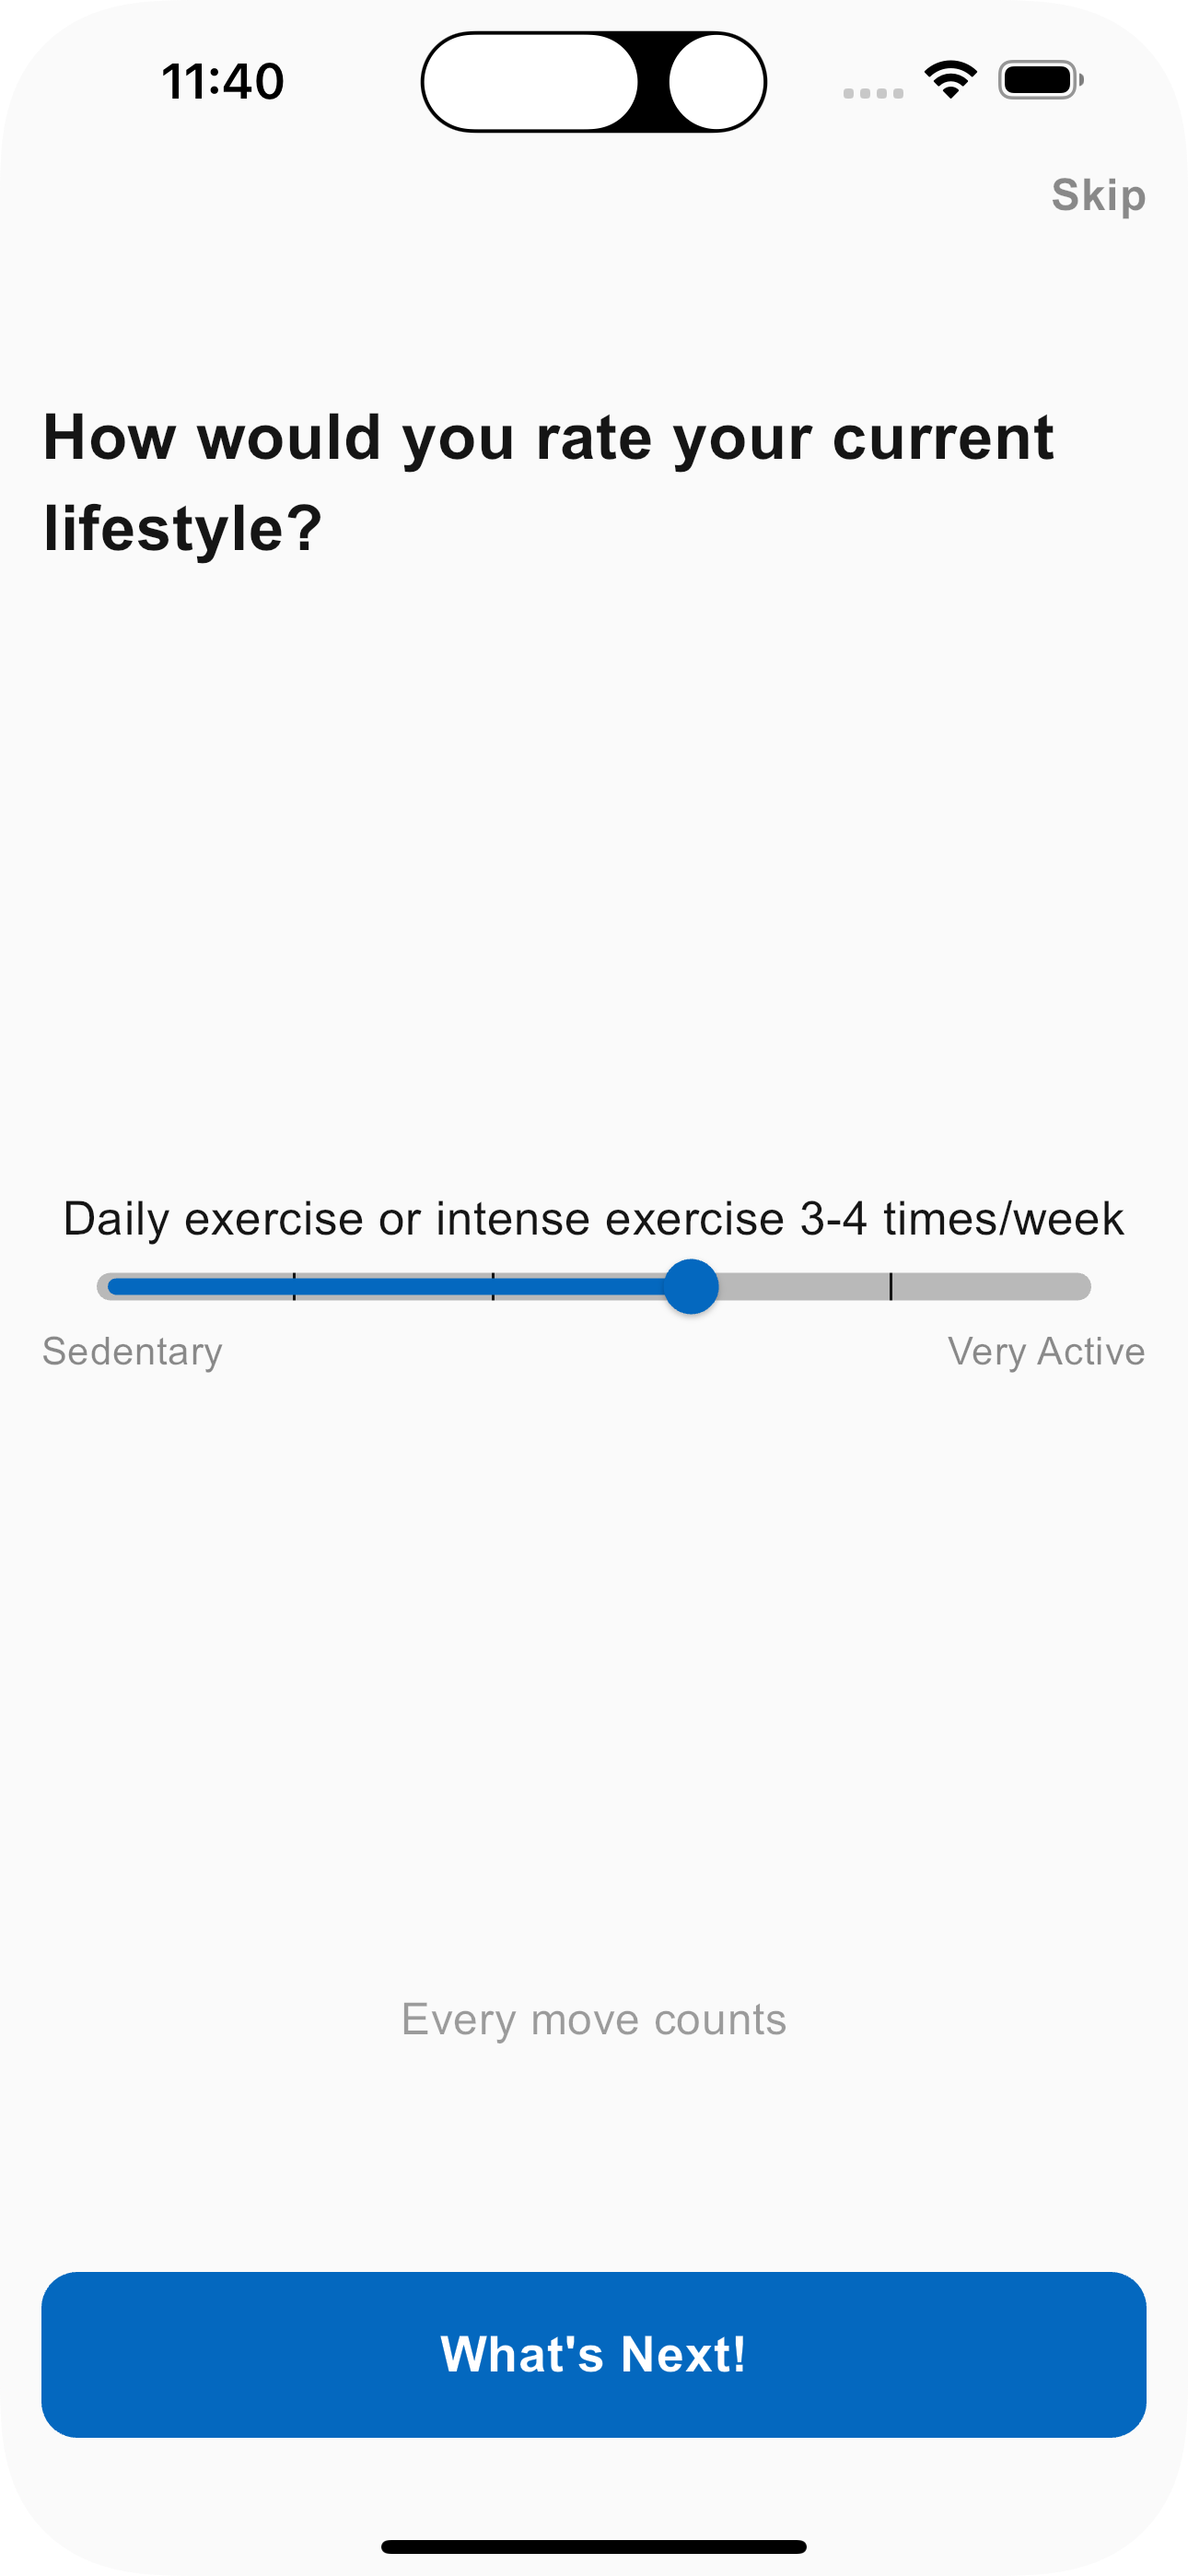 11:40
Skip
How would you rate your current
lifestyle?
Daily exercise or intense exercise 3-4 times/week
Sedentary
Very Active
Every move counts
What's Next!